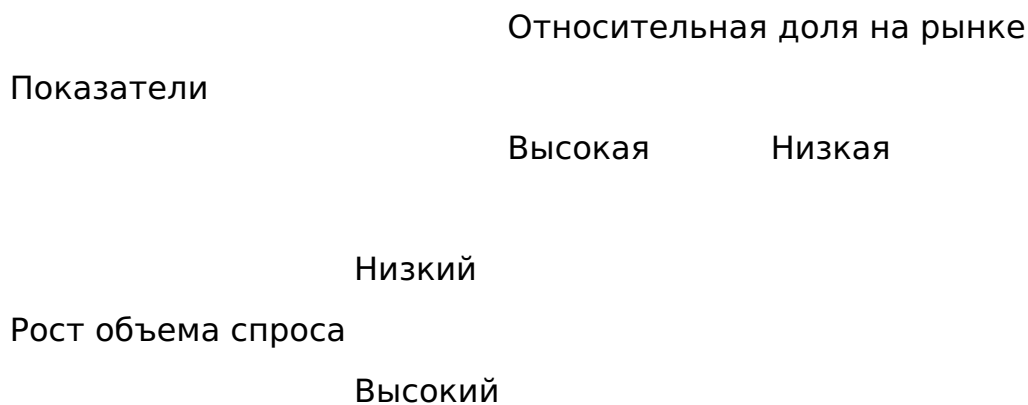 Относительная доля на рынке
Показатели
Высокая Низкая
Низкий
Рост объема спроса
Высокий